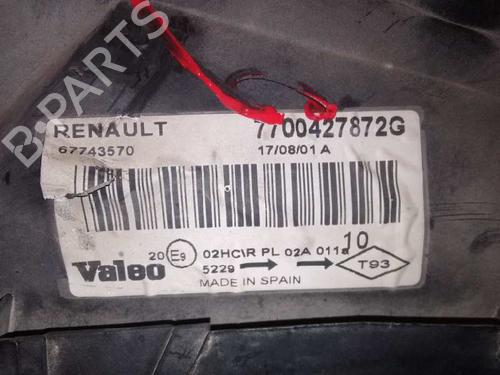 B-PARTS
RENAULT
7700427872G
67743570
17/08/01 A
10
20 E9 02HC\R PL 02A 011a
Valeo
5229
T93
MADE IN SPAIN